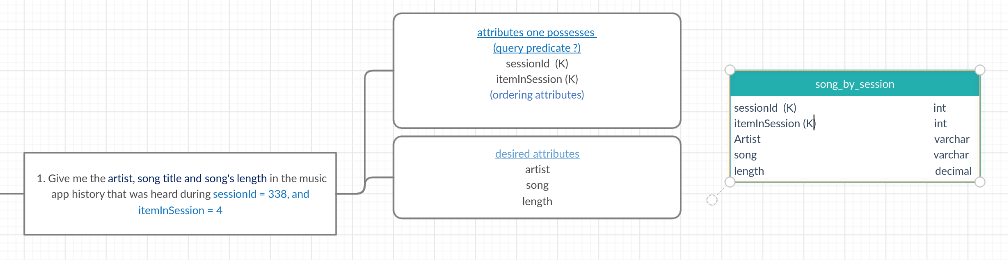 1. Give me the artist, song title and song's length in the music
app history that was heard during sessionId = 338, and
itemInSession = 4
attributes one possesses
(query predicate ?)
sessionId (K)
itemInSession (K)
(ordering attributes)
desired attributes
artist
song
length
song_by_session
sessionId (K) int
itemInSession (K) int
Artist varchar
song varchar
length decimal